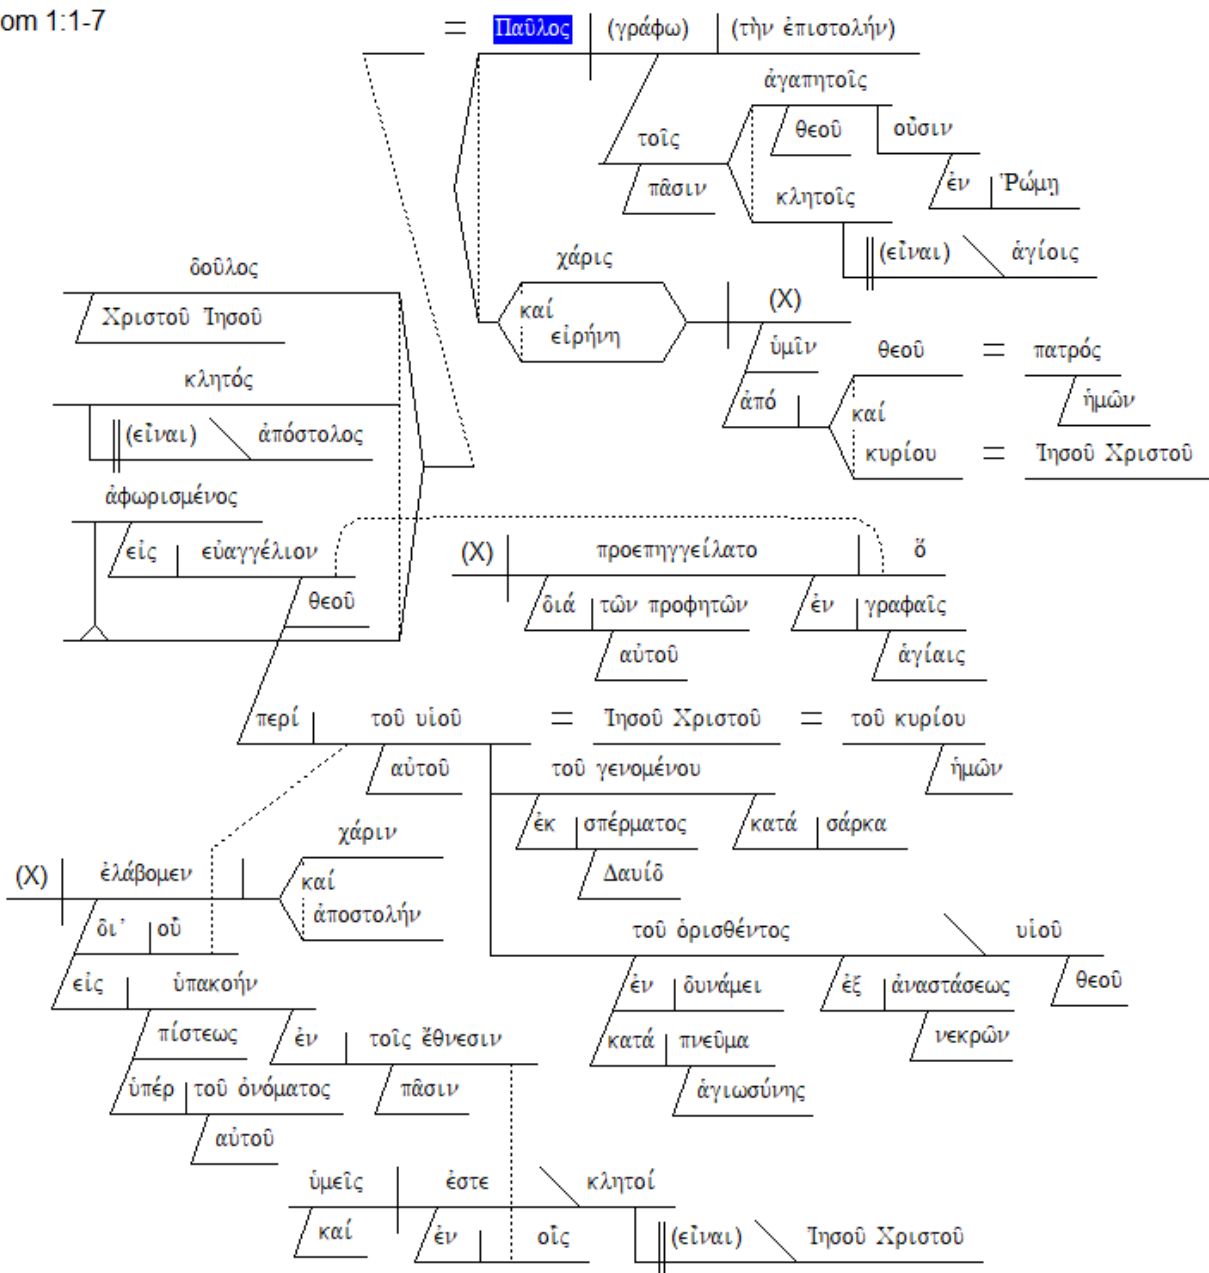 om 1:1-7
= Παῦλος (γράφω) (τὴν ἐπιστολήν)
ἀγαπητοῖς
θεοῦ οὖσιν
τοῖς
πᾶσιν ἐν Ῥώμῃ
κλητοῖς
(εἶναι) ἁγίοις
χάρις
δοῦλος
(X)
καί
Χριστοῦ Ἰησοῦ
εἰρήνη
ὑμῖν θεοῦ = πατρός
κλητός
ἀπό καί ἡμῶν
(εἶναι) ἀπόστολος
κυρίου = Ἰησοῦ Χριστοῦ
ἀφωρισμένος
εἰς εὐαγγέλιον (X) προεπηγγείλατο ὅ
θεοῦ διά τῶν προφητῶν ἐν γραφαῖς
αὐτοῦ ἁγίαις
περί τοῦ υἱοῦ = Ἰησοῦ Χριστοῦ = τοῦ κυρίου
αὐτοῦ τοῦ γενομένου ἡμῶν
ἐκ σπέρματος κατά σάρκα
χάριν
(X) ἐλάβομεν καί Δαυίδ
ἀποστολήν
δι' οὗ τοῦ ὁρισθέντος υἱοῦ
εἰς ὑπακοήν ἐν δυνάμει ἐξ ἀναστάσεως θεοῦ
πίστεως ἐν τοῖς ἔθνεσιν κατά πνεῦμα νεκρῶν
ὑπέρ τοῦ ὀνόματος πᾶσιν ἁγιωσύνης
αὐτοῦ
ὑμεῖς ἐστε κλητοί
καί ἐν οἷς (εἶναι) Ἰησοῦ Χριστοῦ